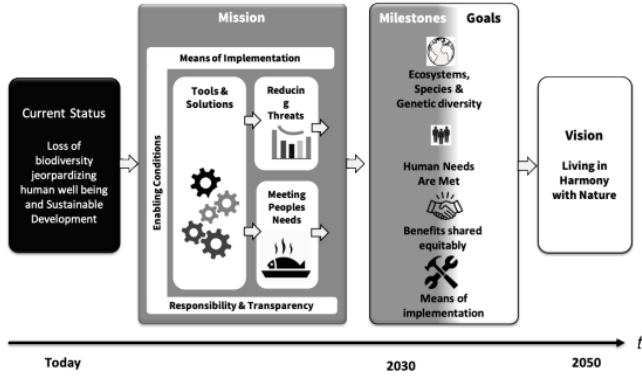 Mission
Milestones Goals
Means of Implementation
Current Status
Loss of
biodiversity
jeorpardizing
human well being
and Sustainable
Development
Enabling Conditions
Tools &
Solutions
Reducin
g
Threats
Meeting
Peoples
Needs
Responsibility & Transparency
Ecosystems,
Species &
Genetic diversity
Human Needs
Are Met
Benefits shared
equitably
Means of
implementation
Vision
Living in
Harmony
with Nature
t
Today
2030
2050